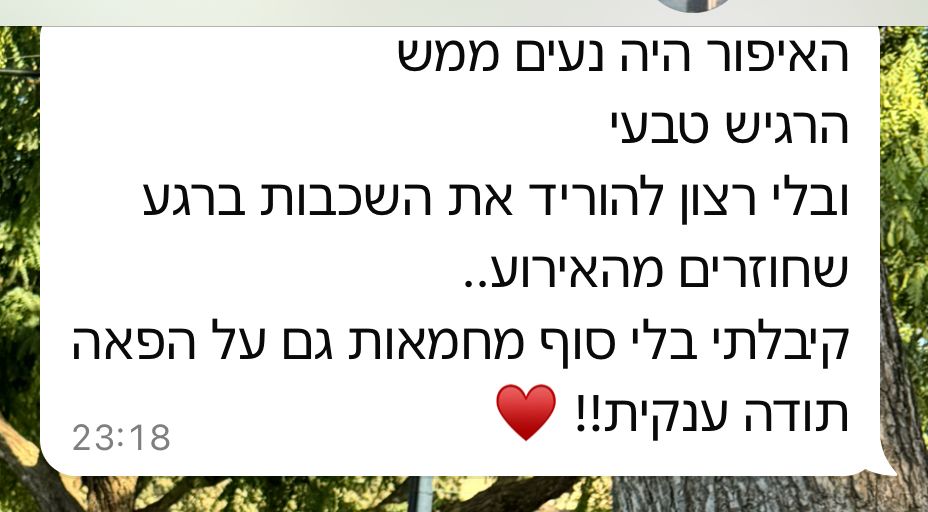 האיפור היה נעים ממש
הרגיש טבעי
ובלי רצון להוריד את השכבות ברגע
שחוזרים מהאירוע..
קיבלתי בלי סוף מחמאות גם על הפאה
תודה ענקית!! ♥️
23:18